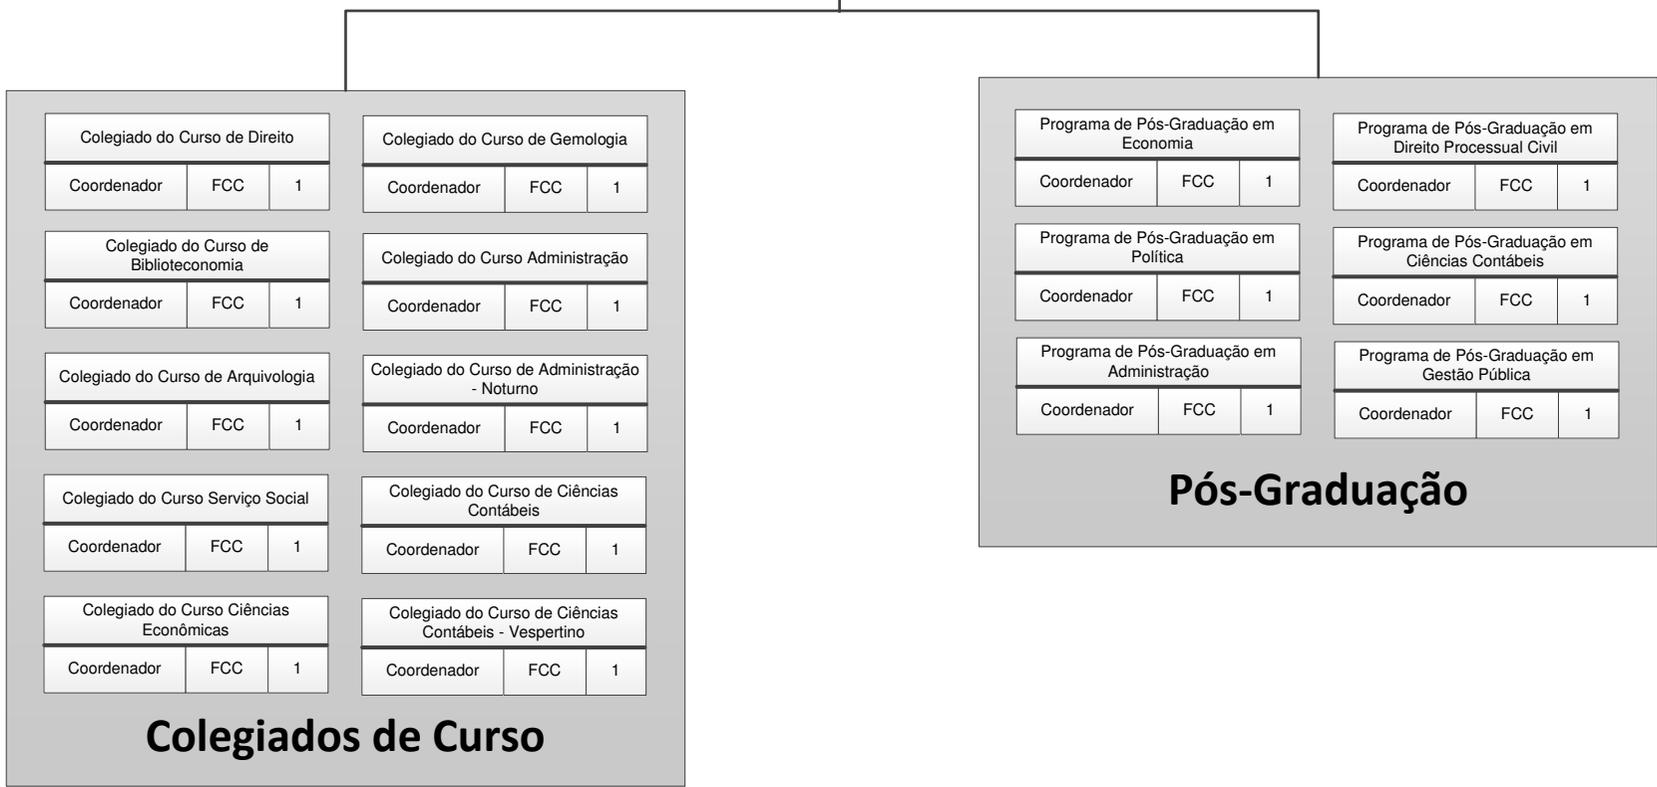 Colegiado do Curso de Direito
Coordenador FCC 1
Colegiado do Curso de Gemologia
Coordenador FCC 1
Colegiado do Curso de
Biblioteconomia
Coordenador FCC 1
Colegiado do Curso Administração
Coordenador FCC 1
Colegiado do Curso de Arquivologia
Coordenador FCC 1
Colegiado do Curso de Administração
- Noturno
Coordenador FCC 1
Colegiado do Curso Serviço Social
Coordenador FCC 1
Colegiado do Curso de Ciências
Contábeis
Coordenador FCC 1
Colegiado do Curso Ciências
Econômicas
Coordenador FCC 1
Colegiado do Curso de Ciências
Contábeis - Vespertino
Coordenador FCC 1
Colegiados de Curso
Programa de Pós-Graduação em
Economia
Coordenador FCC 1
Programa de Pós-Graduação em
Direito Processual Civil
Coordenador FCC 1
Programa de Pós-Graduação em
Política
Coordenador FCC 1
Programa de Pós-Graduação em
Ciências Contábeis
Coordenador FCC 1
Programa de Pós-Graduação em
Administração
Coordenador FCC 1
Programa de Pós-Graduação em
Gestão Pública
Coordenador FCC 1
Pós-Graduação